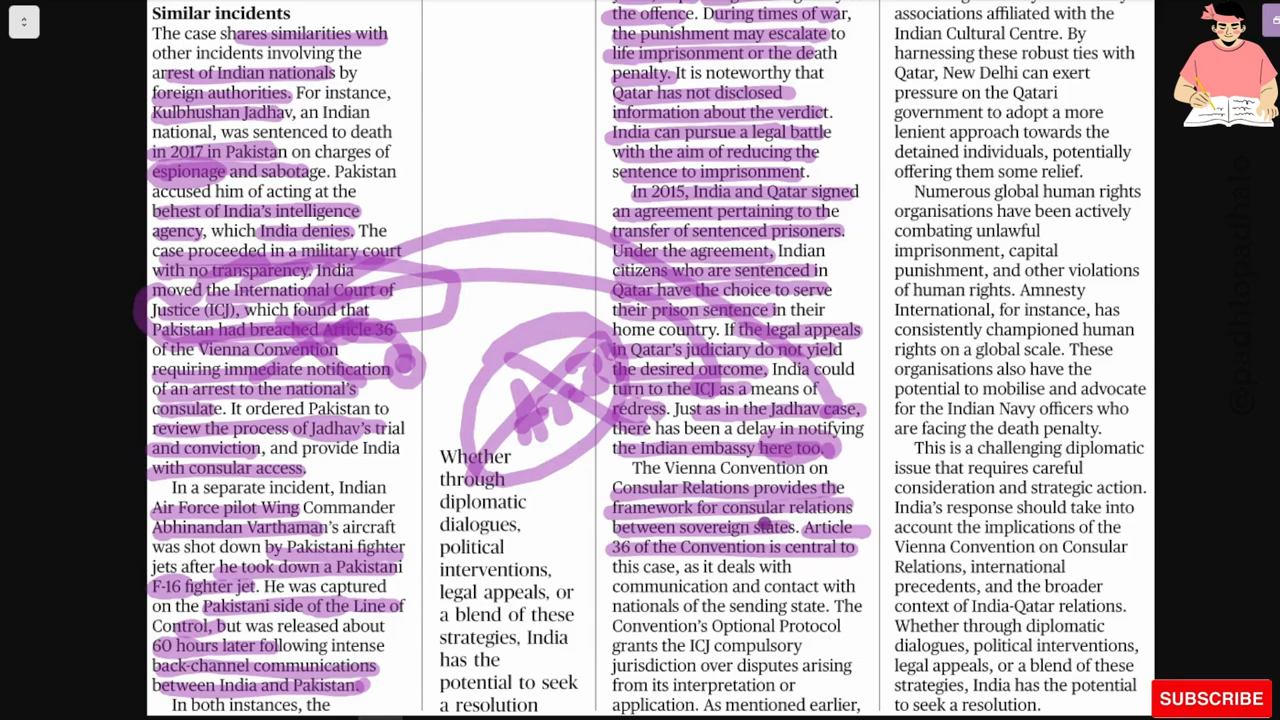 Similar incidents
The case shares similarities with
other incidents involving the
arrest of Indian nationals by
foreign authorities. For instance,
Kulbhushan Jadhav, an Indian
national, was sentenced to death
in 2017 in Pakistan on charges of
espionage and sabotage. Pakistan
accused him of acting at the
behest of India’s intelligence
agency, which India denies. The
case proceeded in a military court
with no transparency. India
moved the International Court of
Justice (ICJ), which found that
Pakistan had breached Article 36
of the Vienna Convention
requiring immediate notification
of an arrest to the national’s
consulate. It ordered Pakistan to
review the process of Jadhav’s trial
and conviction, and provide India
with consular access.
In a separate incident, Indian
Air Force pilot Wing Commander
Abhinandan Varthaman’s aircraft
was shot down by Pakistani fighter
jets after he took down a Pakistani
F-16 fighter jet. He was captured
on the Pakistani side of the Line of
Control, but was released about
60 hours later following intense
back-channel communications
between India and Pakistan.
In both instances, the
Whether
through
diplomatic
dialogues,
political
interventions,
legal appeals, or
a blend of these
strategies, India
has the
potential to seek
a resolution
the offence. During times of war,
the punishment may escalate to
life imprisonment or the death
penalty. It is noteworthy that
Qatar has not disclosed
information about the verdict.
India can pursue a legal battle
with the aim of reducing the
sentence to imprisonment.
In 2015, India and Qatar signed
an agreement pertaining to the
transfer of sentenced prisoners.
Under the agreement, Indian
citizens who are sentenced in
Qatar have the choice to serve
their prison sentence in their
home country. If the legal appeals
in Qatar’s judiciary do not yield
the desired outcome, India could
turn to the ICJ as a means of
redress. Just as in the Jadhav case,
there has been a delay in notifying
the Indian embassy here too.
The Vienna Convention on
Consular Relations provides the
framework for consular relations
between sovereign states. Article
36 of the Convention is central to
this case, as it deals with
communication and contact with
nationals of the sending state. The
Convention’s Optional Protocol
grants the ICJ compulsory
jurisdiction over disputes arising
from its interpretation or
application. As mentioned earlier,
associations affiliated with the
Indian Cultural Centre. By
harnessing these robust ties with
Qatar, New Delhi can exert
pressure on the Qatari
government to adopt a more
lenient approach towards the
detained individuals, potentially
offering them some relief.
Numerous global human rights
organisations have been actively
combating unlawful
imprisonment, capital
punishment, and other violations
of human rights. Amnesty
International, for instance, has
consistently championed human
rights on a global scale. These
organisations also have the
potential to mobilise and advocate
for the Indian Navy officers who
are facing the death penalty.
This is a challenging diplomatic
issue that requires careful
consideration and strategic action.
India’s response should take into
account the implications of the
Vienna Convention on Consular
Relations, international
precedents, and the broader
context of India-Qatar relations.
Whether through diplomatic
dialogues, political interventions,
legal appeals, or a blend of these
strategies, India has the potential
to seek a resolution.
@padhlopadhalo
SUBSCRIBE